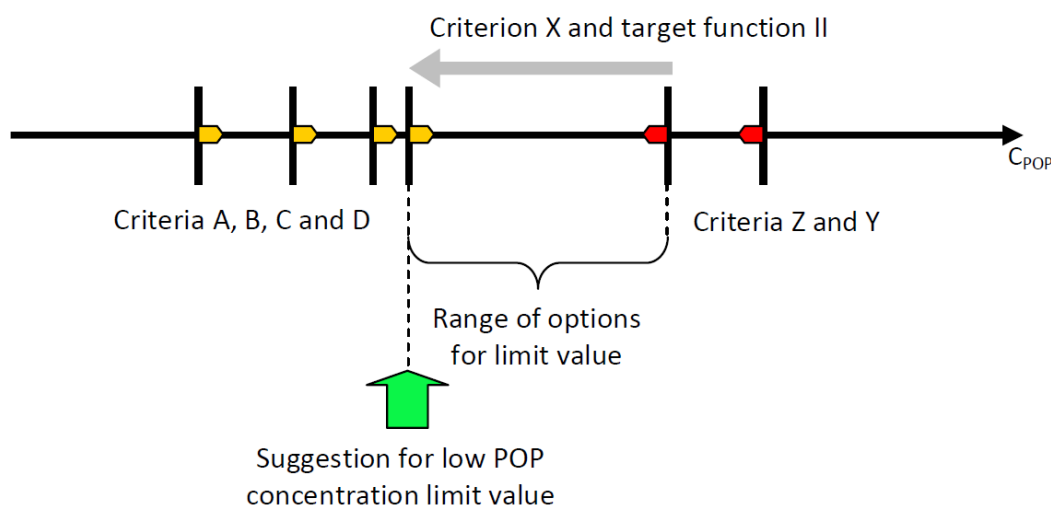 Criterion X and target function II
C_POP
Criteria A, B, C and D
Criteria Z and Y
Range of options
for limit value
Suggestion for low POP
concentration limit value